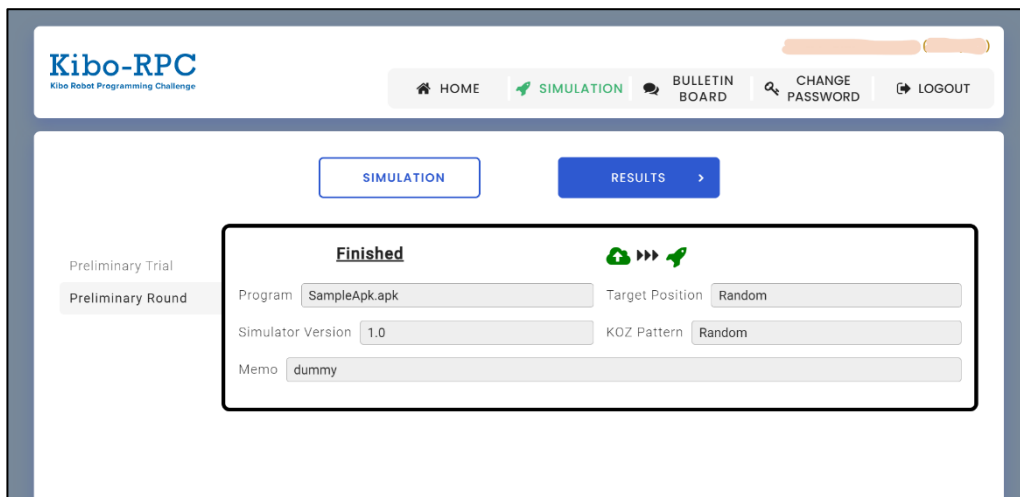 Kibo-RPC
Kibo Robot Programming Challenge
HOME
SIMULATION
BULLETIN
BOARD
CHANGE
PASSWORD
LOGOUT
SIMULATION
RESULTS
Preliminary Trial
Preliminary Round
Finished
Program SampleApk.apk
Target Position Random
Simulator Version 1.0
KOZ Pattern Random
Memo dummy